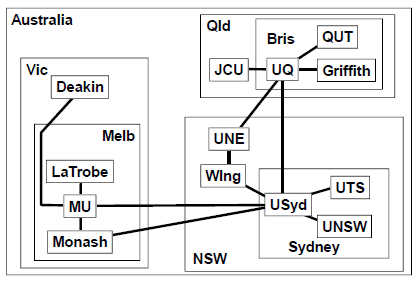 Australia
Qld
Bris
QUT
JCU
UQ
Griffith
Vic
Deakin
Melb
LaTrobe
MU
Monash
UNE
WIng
USyd
UTS
UNSW
Sydney
NSW